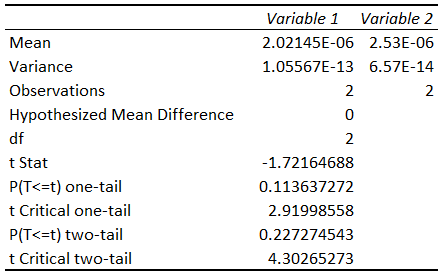 Variable 1 Variable 2
Mean 2.02145E-06 2.53E-06
Variance 1.05567E-13 6.57E-14
Observations 2 2
Hypothesized Mean Difference 0
df 2
t Stat -1.72164688
P(T<=t) one-tail 0.113637272
t Critical one-tail 2.91998558
P(T<=t) two-tail 0.227274543
t Critical two-tail 4.30265273